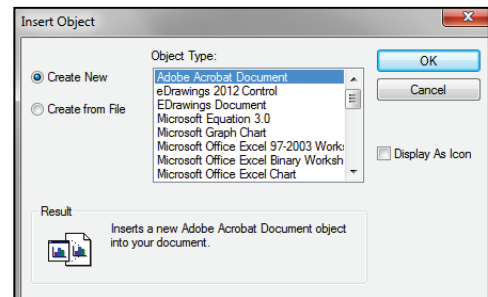 Insert Object
Object Type:
Create New
Create from File
Adobe Acrobat Document
eDrawings 2012 Control
EDrawings Document
Microsoft Equation 3.0
Microsoft Graph Chart
Microsoft Office Excel 97-2003 Works
Microsoft Office Excel Binary Worksh
Microsoft Office Excel Chart
OK
Cancel
Display As Icon
Result
Inserts a new Adobe Acrobat Document object
into your document.